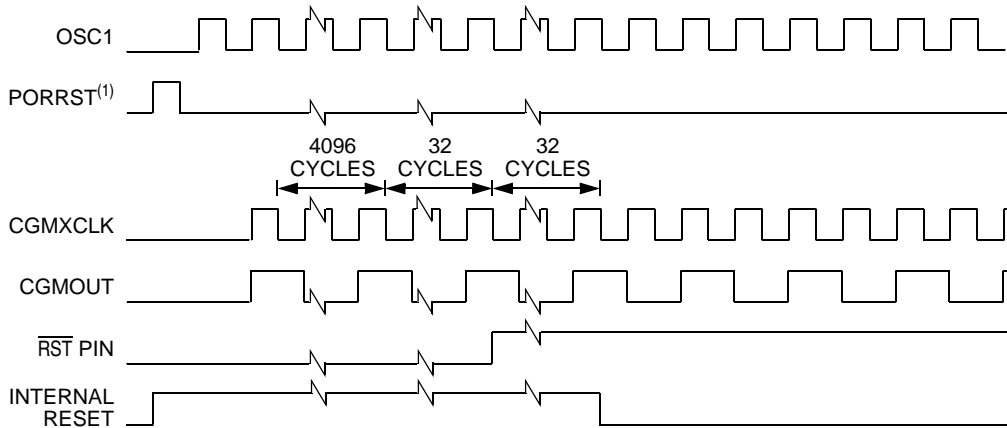 OSC1
PORRST(1)
4096
CYCLES
32
CYCLES
32
CYCLES
CGMXCLK
CGMOUT
RST PIN
INTERNAL
RESET